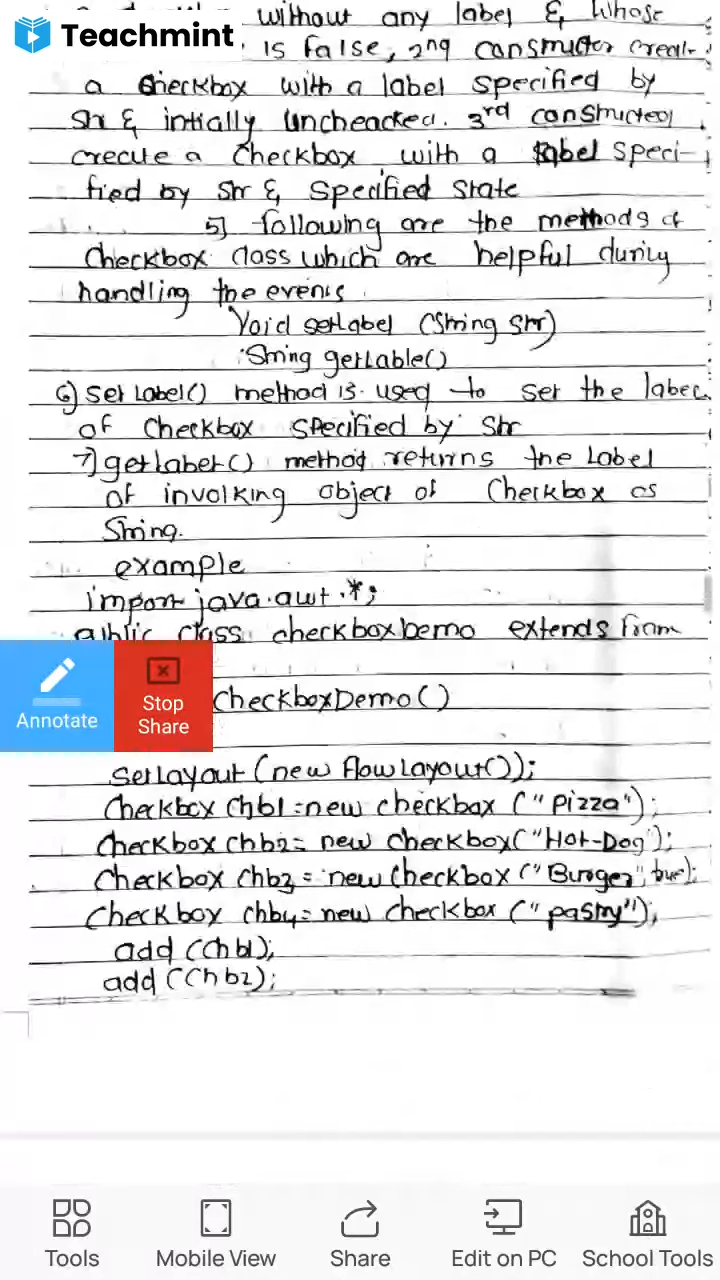 Teachmint
without any label & whose
is false, 2nd constructor create
a checkbox with a label specified by
str & intially Uncheacked. 3rd constructor
create a checkbox with a label speci-
fied by str & specified state
5] following are the methods of
Checkbox class which are helpful during
handling the events
Void setlabel (String str)
String getlable()
6) set Label() method is used to set the label
of checkbox specified by str
7) getlabel() method returns the Label
of involking object of Checkbox as
String.
example
import java.awt.*;
public class checkboxDemo extends Fram
CheckboxDemo()
Annotate
Stop
Share
setLayout (new flowLayout());
Checkbox chb1=new checkbox ("Pizza");
Checkbox chb2= new Checkbox("Hot-Dog");
Checkbox chb3 = new Checkbox ("Burger", true);
Checkbox chb4= new checkbox ("pastry");
add (chb1);
add (chb2);
Tools
Mobile View
Share
Edit on PC
School Tools